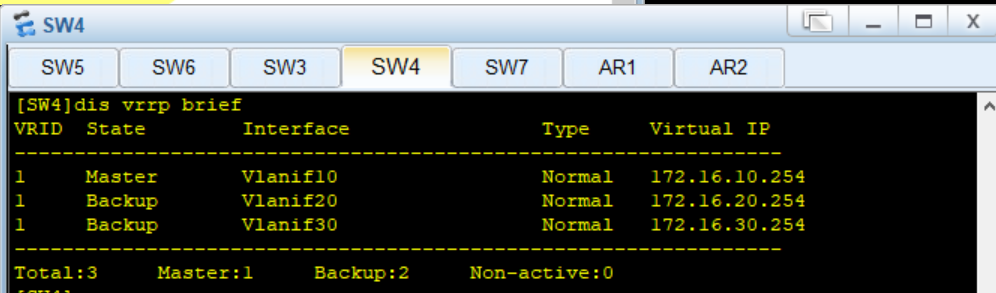 SW4
SW5 SW6 SW3 SW4 SW7 AR1 AR2
[SW4]dis vrrp brief
VRID State Interface Type Virtual IP
----------------------------------------------------------------
1 Master Vlanif10 Normal 172.16.10.254
1 Backup Vlanif20 Normal 172.16.20.254
1 Backup Vlanif30 Normal 172.16.30.254
----------------------------------------------------------------
Total:3 Master:1 Backup:2 Non-active:0